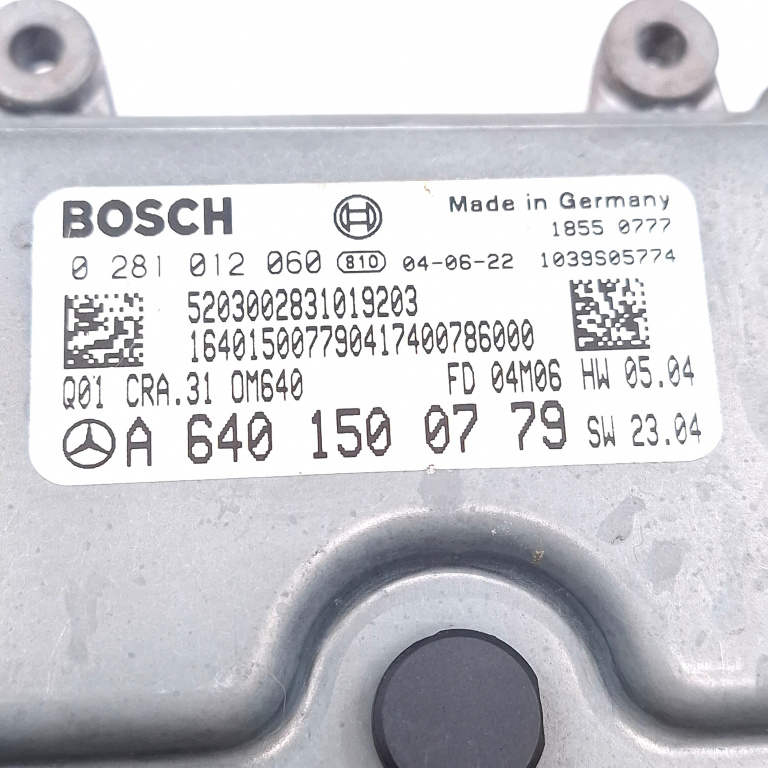 BOSCH Made in Germany
1855 0777
0 281 012 060 810 04-06-22 1039S05774
5203002831019203
164015007790417400786000
Q01 CRA.31 OM640 FD 04M06 HW 05.04
A 640 150 07 79 SW 23.04